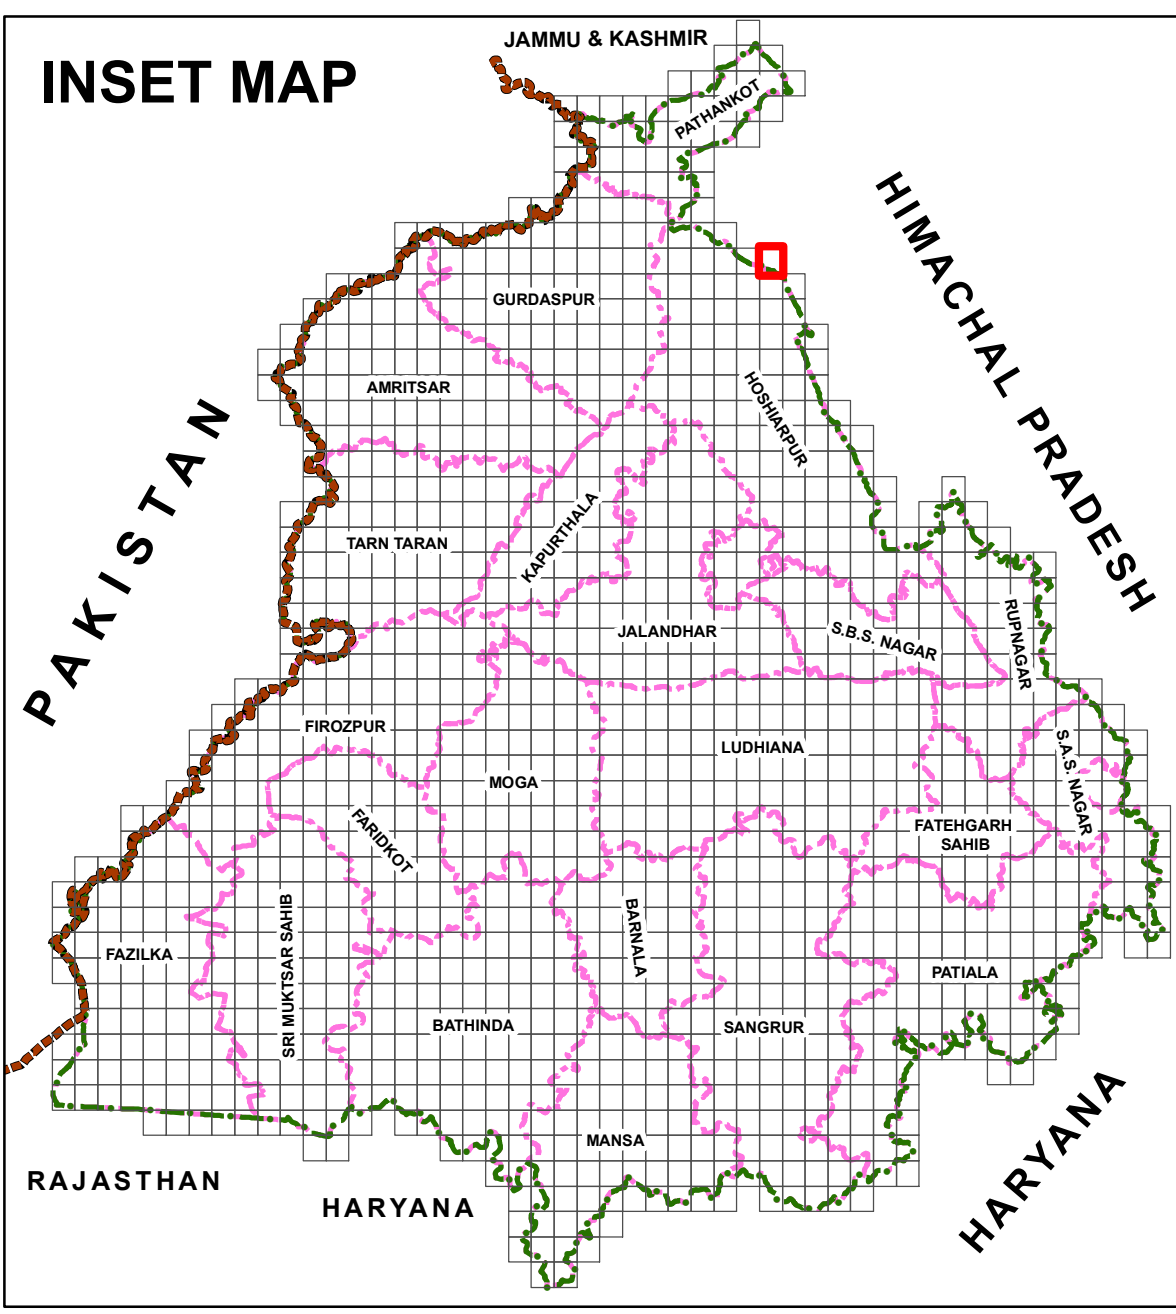 JAMMU & KASHMIR
INSET MAP
PATHANKOT
HIMACHAL PRADESH
GURDASPUR
AMRITSAR
HOSHIARPUR
PAKISTAN
TARN TARAN
KAPURTHALA
JALANDHAR
S.B.S. NAGAR
RUPNAGAR
FIROZPUR
LUDHIANA
S.A.S. NAGAR
MOGA
FARIDKOT
FATEHGARH
SAHIB
BARNALA
SRI MUKTSAR SAHIB
FAZILKA
PATIALA
BATHINDA
SANGRUR
MANSA
RAJASTHAN
HARYANA
HARYANA